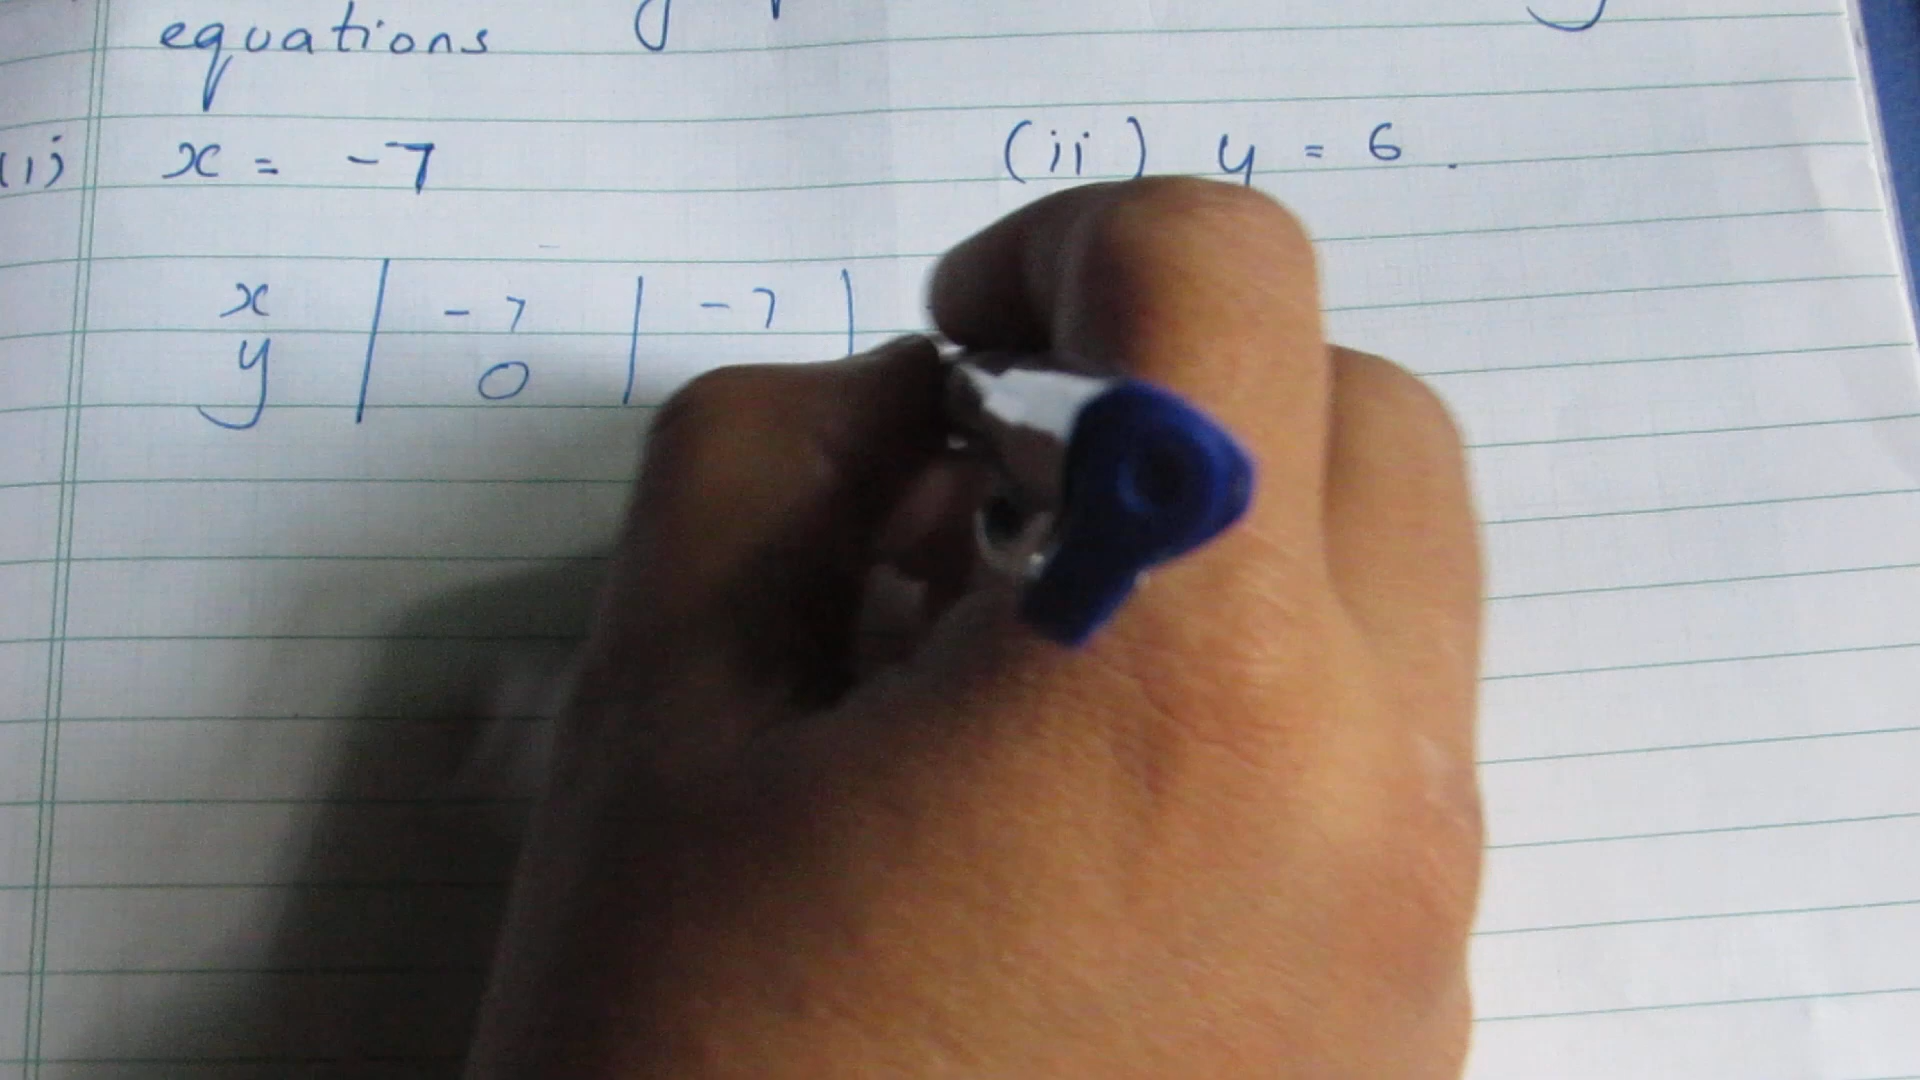 equations
(i) x = -7 (ii) y = 6.
x | -7 | -7 |
y | 0 |